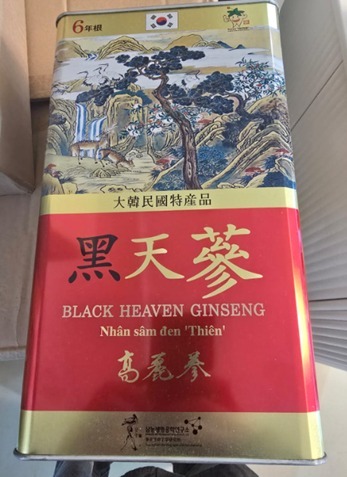 6年根
大韓民國特産品
黑天蔘
BLACK HEAVEN GINSENG
Nhân sâm đen 'Thiên'
高麗蔘